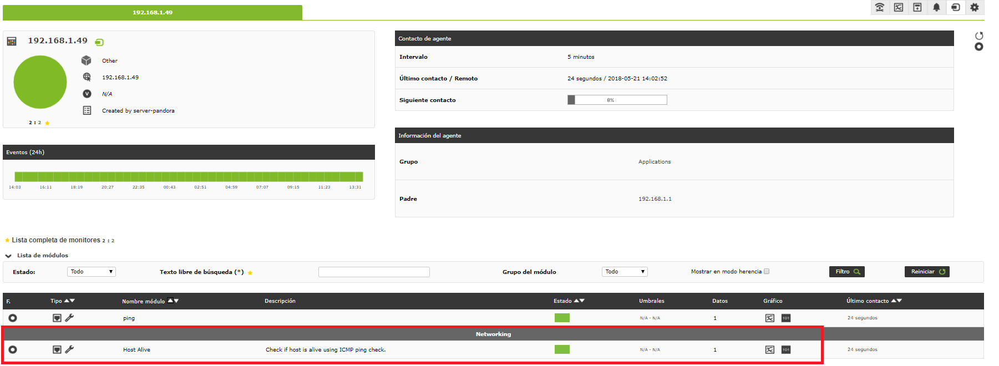 192.168.1.49
192.168.1.49
Other
192.168.1.49
N/A
Created by server-pandora
2 : 2
Eventos (24h)
14:03 16:11 18:19 20:27 22:35 00:43 02:51 04:59 07:07 09:15 11:23 13:31
Contacto de agente
Intervalo 5 minutos
Último contacto / Remoto 24 segundos / 2018-05-21 14:02:52
Siguiente contacto 8%
Información del agente
Grupo Applications
Padre 192.168.1.1
Lista completa de monitores 2 : 2
Lista de módulos
Estado: Todo Texto libre de búsqueda (*) Grupo del módulo Todo Mostrar en modo herencia Filtro Reiniciar
F. Tipo Nombre módulo Descripción Estado Umbrales Datos Gráfico Último contacto
ping N/A - N/A 1 101 24 segundos
Networking
Host Alive Check if host is alive using ICMP ping check. N/A - N/A 1 101 24 segundos